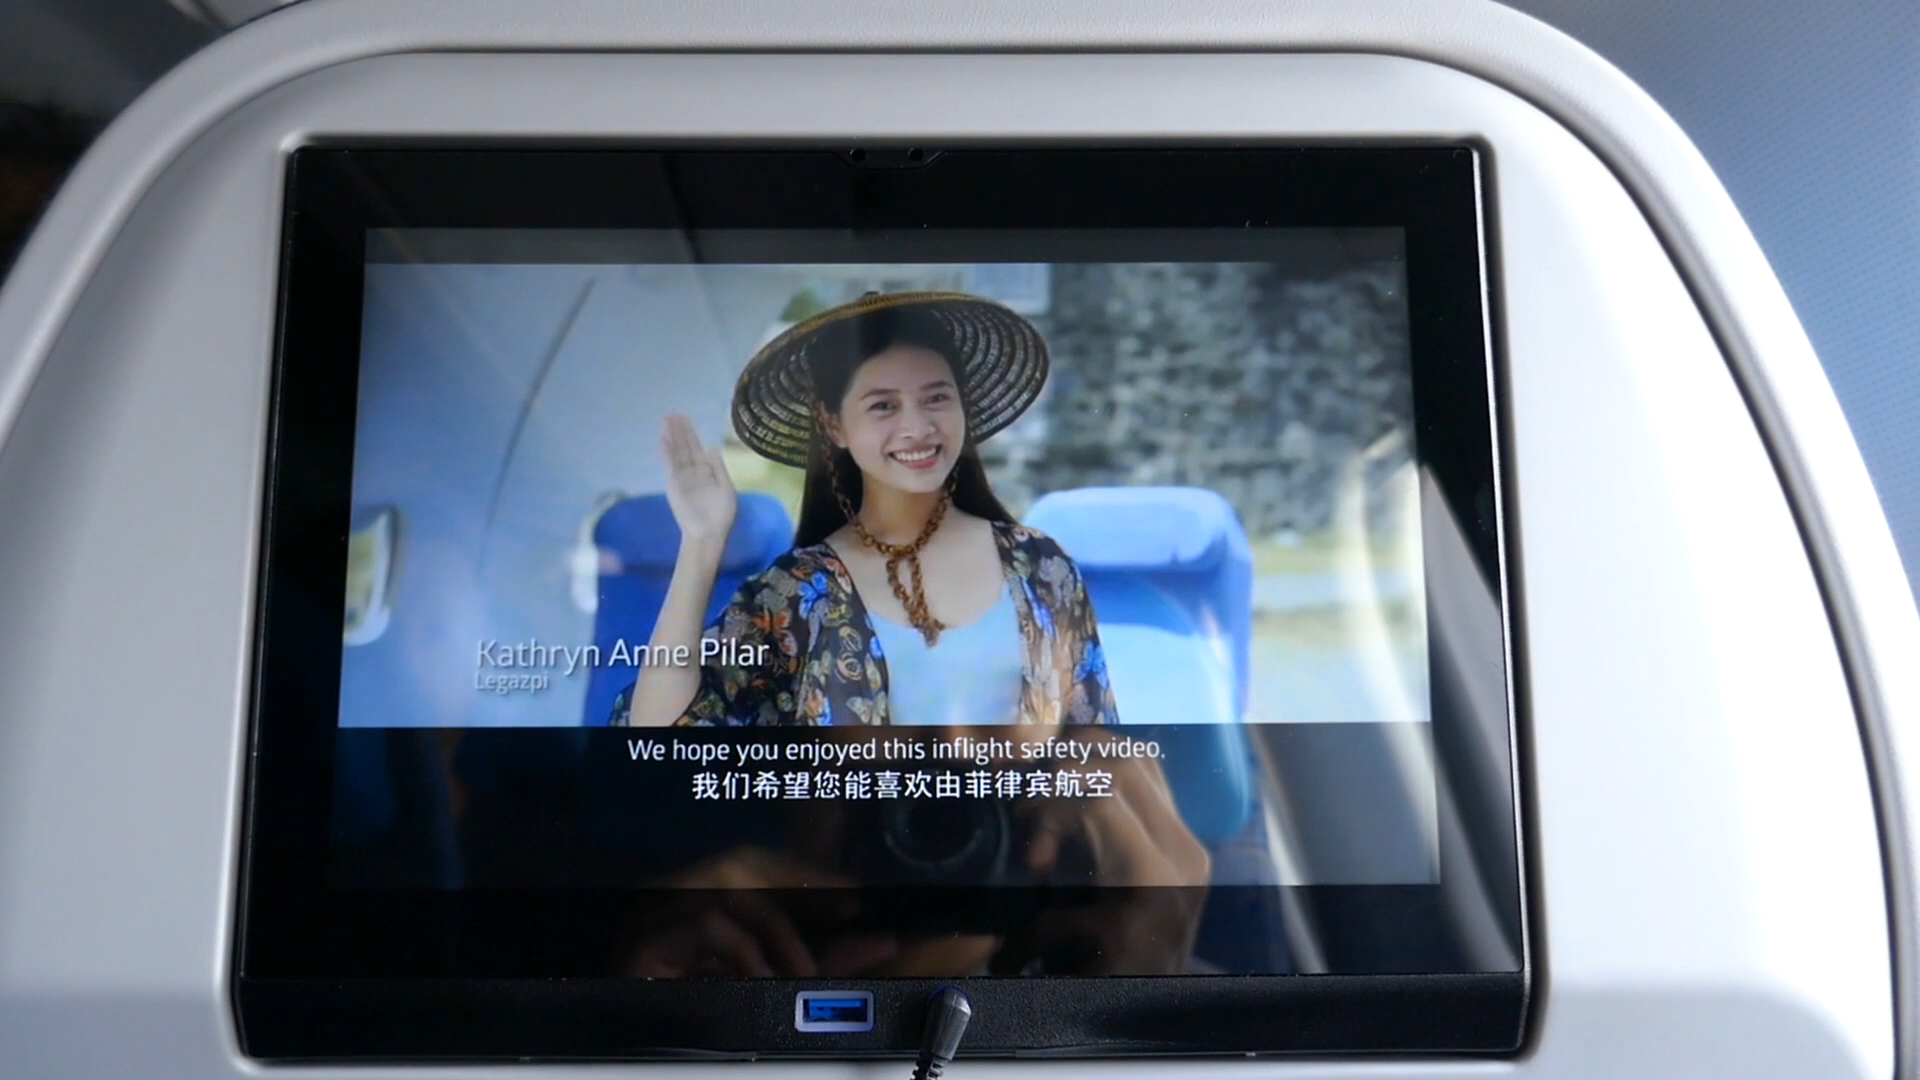 Kathryn Anne Pilar
Legazpi
We hope you enjoyed this inflight safety video.
我们希望您能喜欢由菲律宾航空